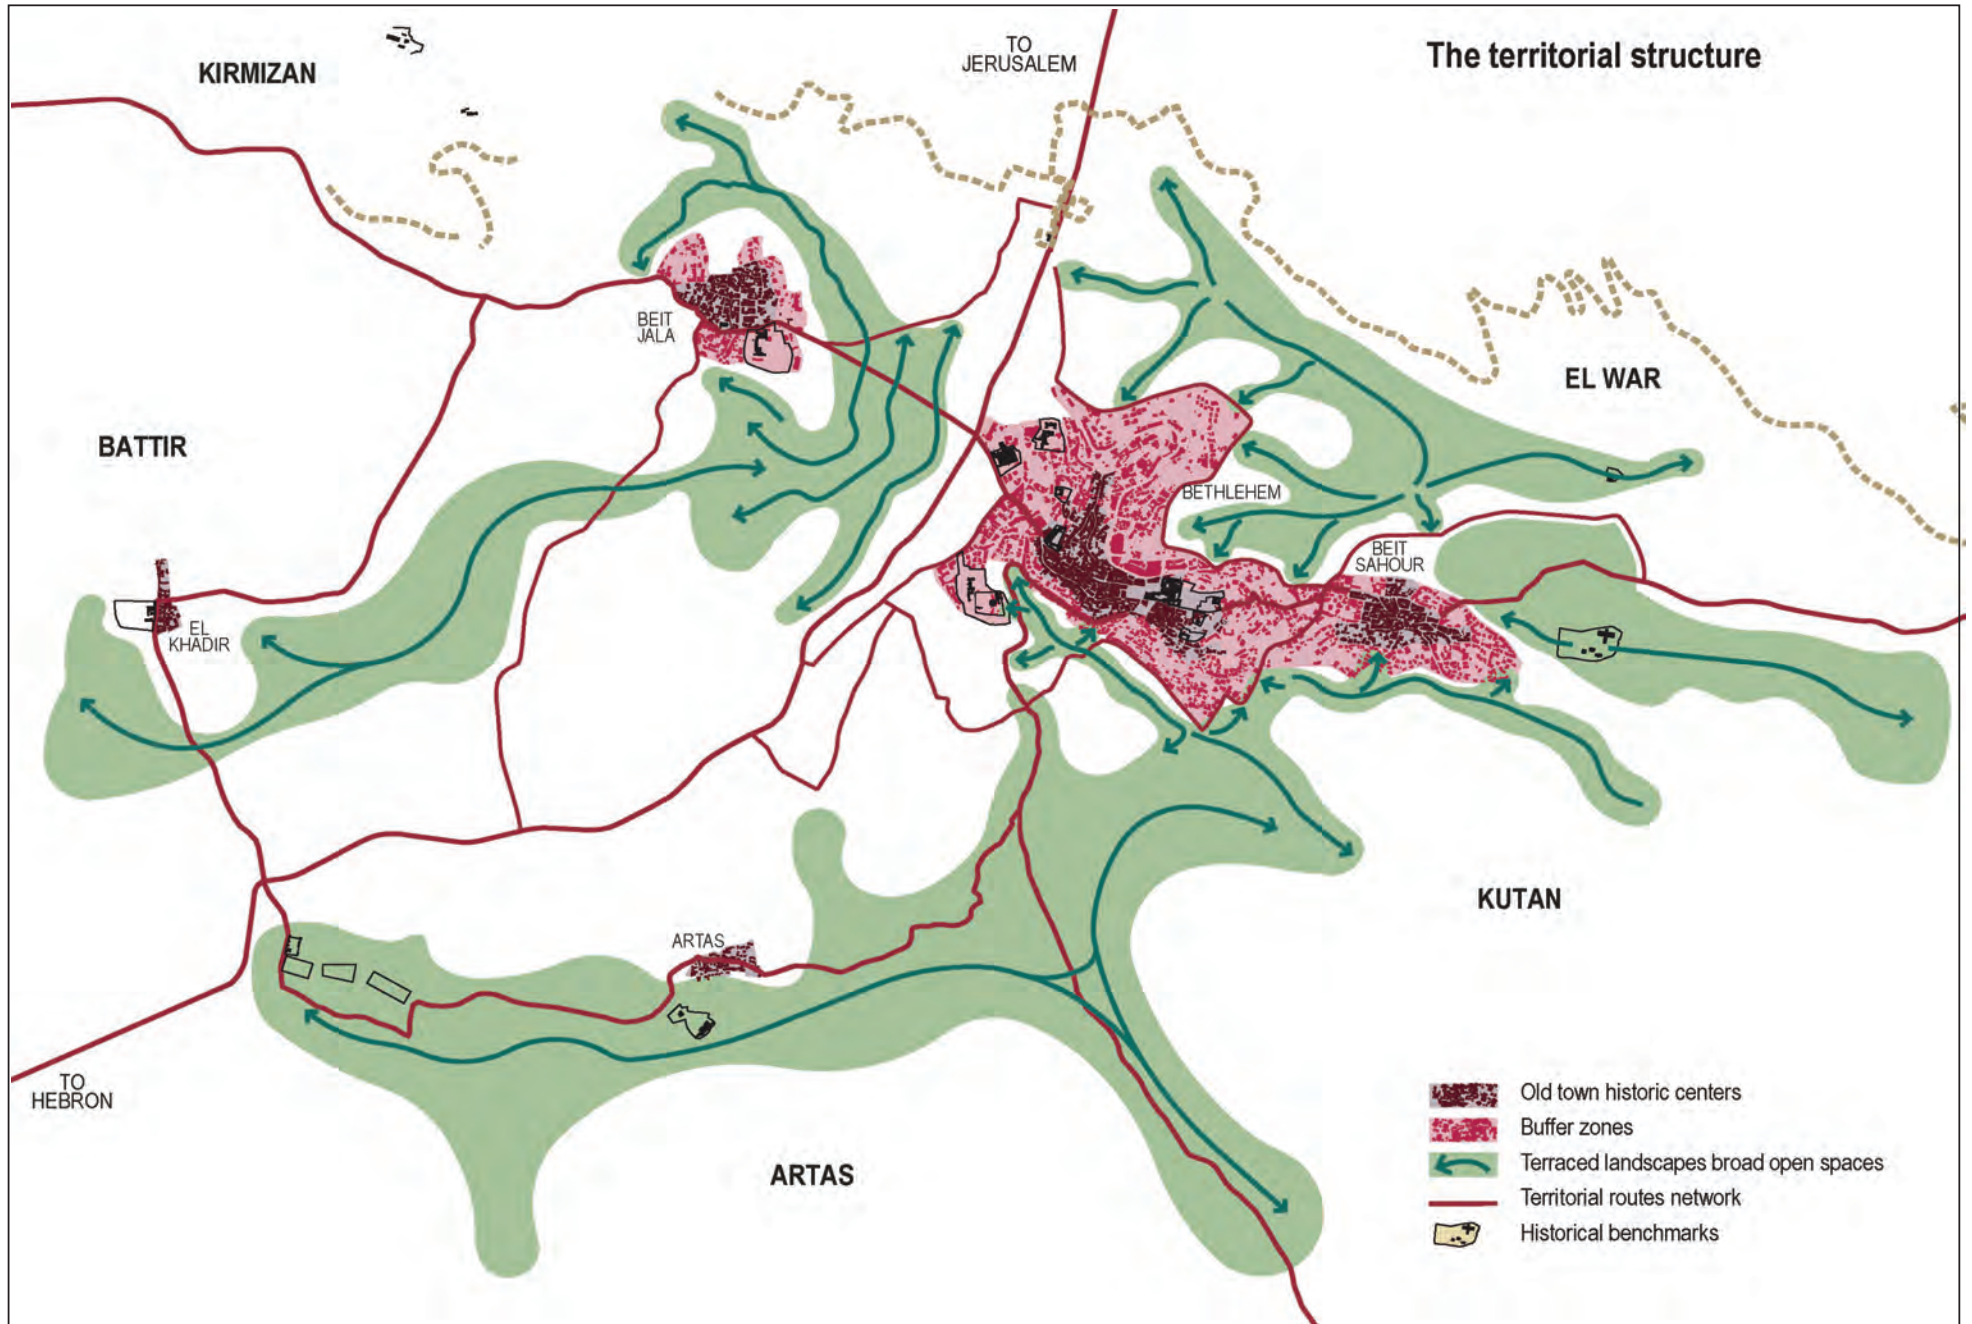 The territorial structure
KIRMIZAN
TO
JERUSALEM
BEIT
JALA
EL WAR
BATTIR
BETHLEHEM
BEIT
SAHOUR
EL
KHADIR
KUTAN
ARTAS
TO
HEBRON
ARTAS
Old town historic centers
Buffer zones
Terraced landscapes broad open spaces
Territorial routes network
Historical benchmarks